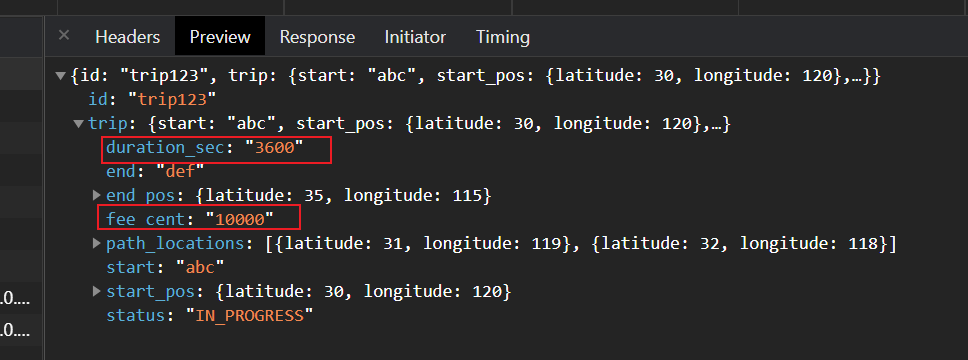 × Headers Preview Response Initiator Timing
▼{id: "trip123", trip: {start: "abc", start_pos: {latitude: 30, longitude: 120},…}}
id: "trip123"
▼trip: {start: "abc", start_pos: {latitude: 30, longitude: 120},…}
duration_sec: "3600"
end: "def"
▶end_pos: {latitude: 35, longitude: 115}
fee_cent: "10000"
▶path_locations: [{latitude: 31, longitude: 119}, {latitude: 32, longitude: 118}]
start: "abc"
▶start_pos: {latitude: 30, longitude: 120}
.0.…
status: "IN_PROGRESS"
.0.…